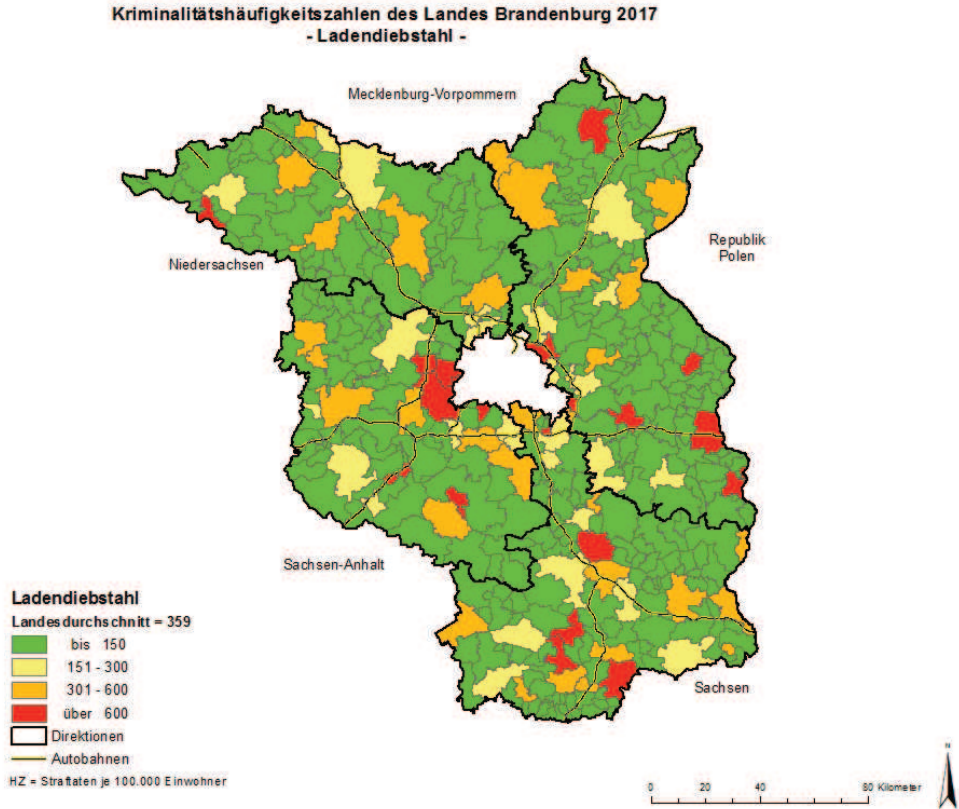 Kriminalitätshäufigkeitszahlen des Landes Brandenburg 2017
- Ladendiebstahl -
Mecklenburg-Vorpommern
Republik
Polen
Niedersachsen
Sachsen-Anhalt
Sachsen
Ladendiebstahl
Landesdurchschnitt = 359
bis 150
151 - 300
301 - 600
über 600
Direktionen
Autobahnen
HZ = Straftaten je 100.000 Einwohner
0 20 40 80 Kilometer
N